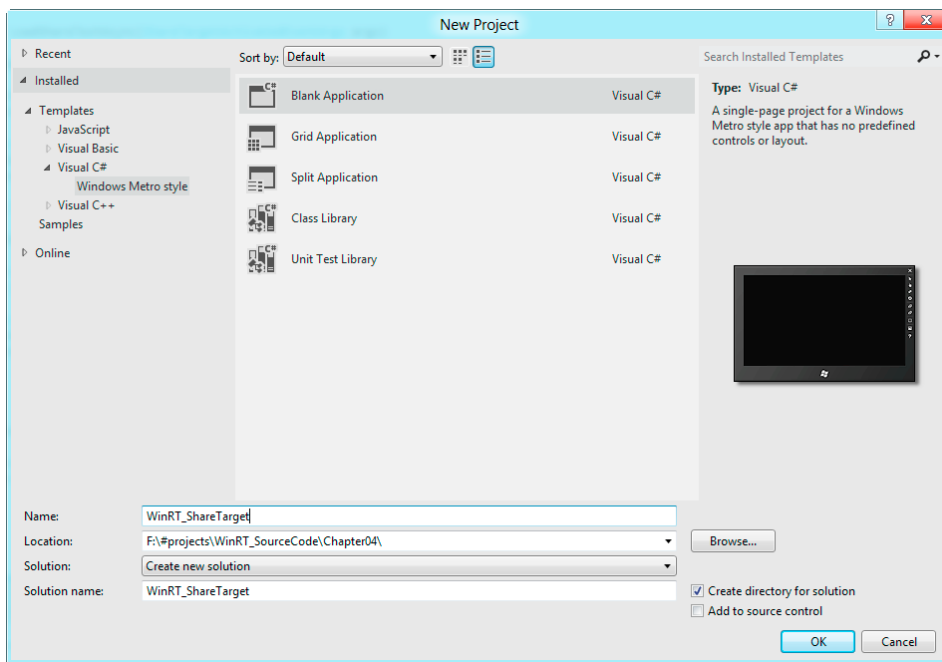 New Project
Recent
Installed
Templates
JavaScript
Visual Basic
Visual C#
Windows Metro style
Visual C++
Samples
Online
Sort by: Default
C# Blank Application Visual C#
Grid Application Visual C#
Split Application Visual C#
C# Class Library Visual C#
C# Unit Test Library Visual C#
Search Installed Templates
Type: Visual C#
A single-page project for a Windows
Metro style app that has no predefined
controls or layout.
Name: WinRT_ShareTarget
Location: F:\#projects\WinRT_SourceCode\Chapter04\
Browse...
Solution: Create new solution
Solution name: WinRT_ShareTarget
Create directory for solution
Add to source control
OK Cancel